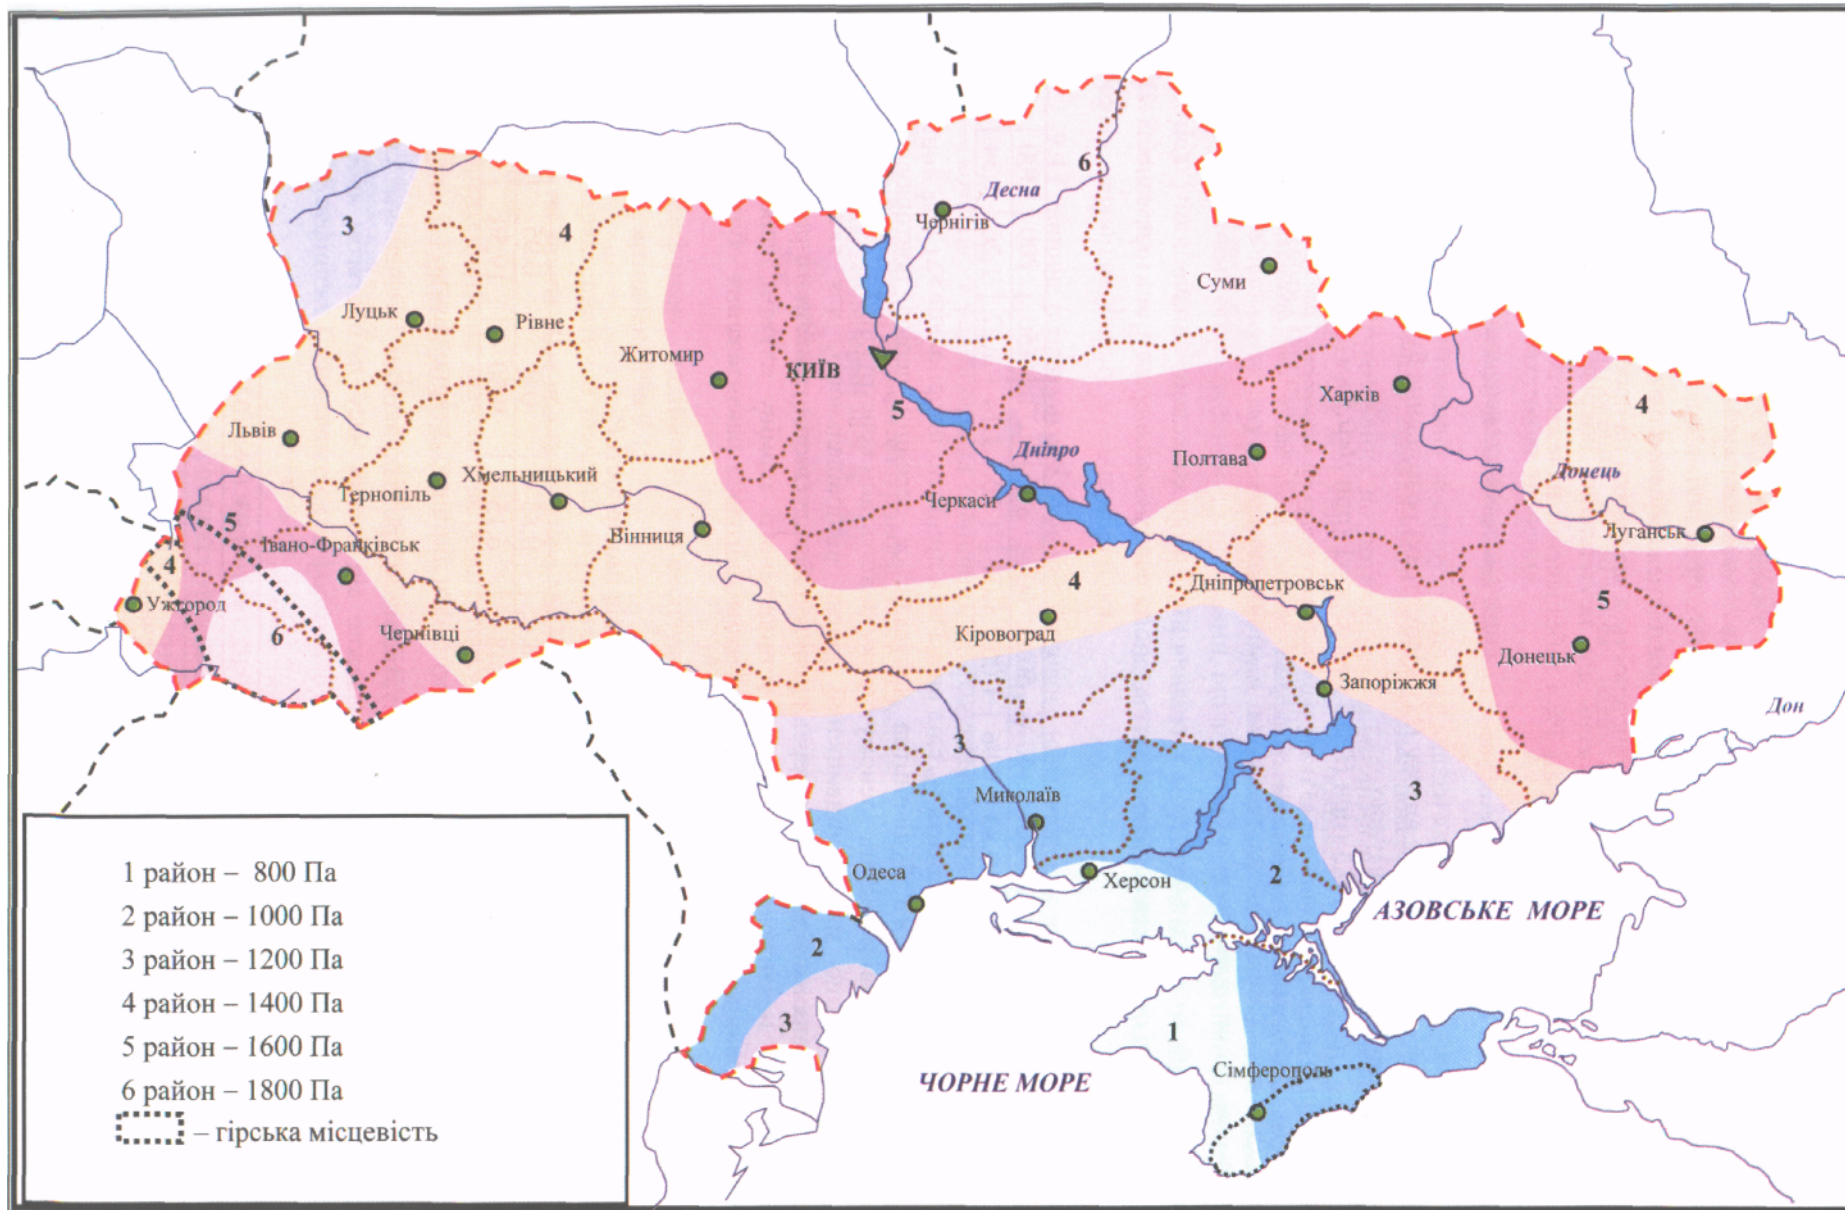 6
Десна
Чернігів
3
4
Суми
Луцьк
Рівне
Житомир
КИЇВ
Харків
5
4
Львів
Дніпро
Полтава
Донець
Тернопіль
Хмельницький
Черкаси
5
Івано-Франківськ
Вінниця
Луганськ
4
Ужгород
4
Дніпропетровськ
5
6
Чернівці
Кіровоград
Донецьк
Запоріжжя
Дон
3
Миколаїв
3
Одеса
Херсон
2
АЗОВСЬКЕ МОРЕ
2
3
1
Сімферополь
ЧОРНЕ МОРЕ
1 район – 800 Па
2 район – 1000 Па
3 район – 1200 Па
4 район – 1400 Па
5 район – 1600 Па
6 район – 1800 Па
– гірська місцевість